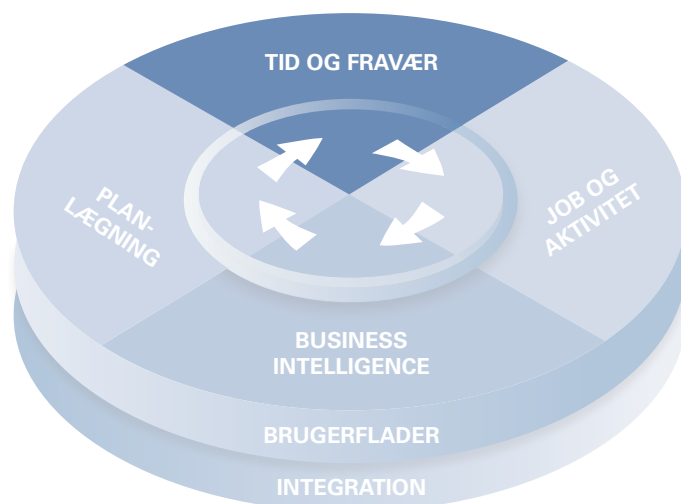 TID OG FRAVÆR
PLAN-
LÆGNING
JOB OG
AKTIVITET
BUSINESS
INTELLIGENCE
BRUGERFLADER
INTEGRATION